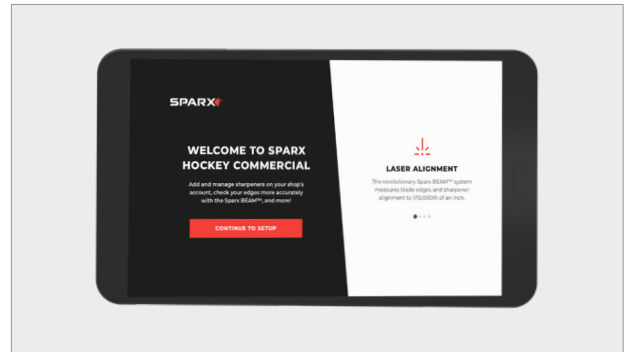 SPARX
WELCOME TO SPARX
HOCKEY COMMERCIAL
Add and manage sharpeners on your shop's
account, check your edges more accurately
with the Sparx BEAM™, and more!
CONTINUE TO SETUP
LASER ALIGNMENT
The revolutionary Sparx BEAM™ system
measures blade edges and sharpener
alignment to 1/10,000th of an inch.